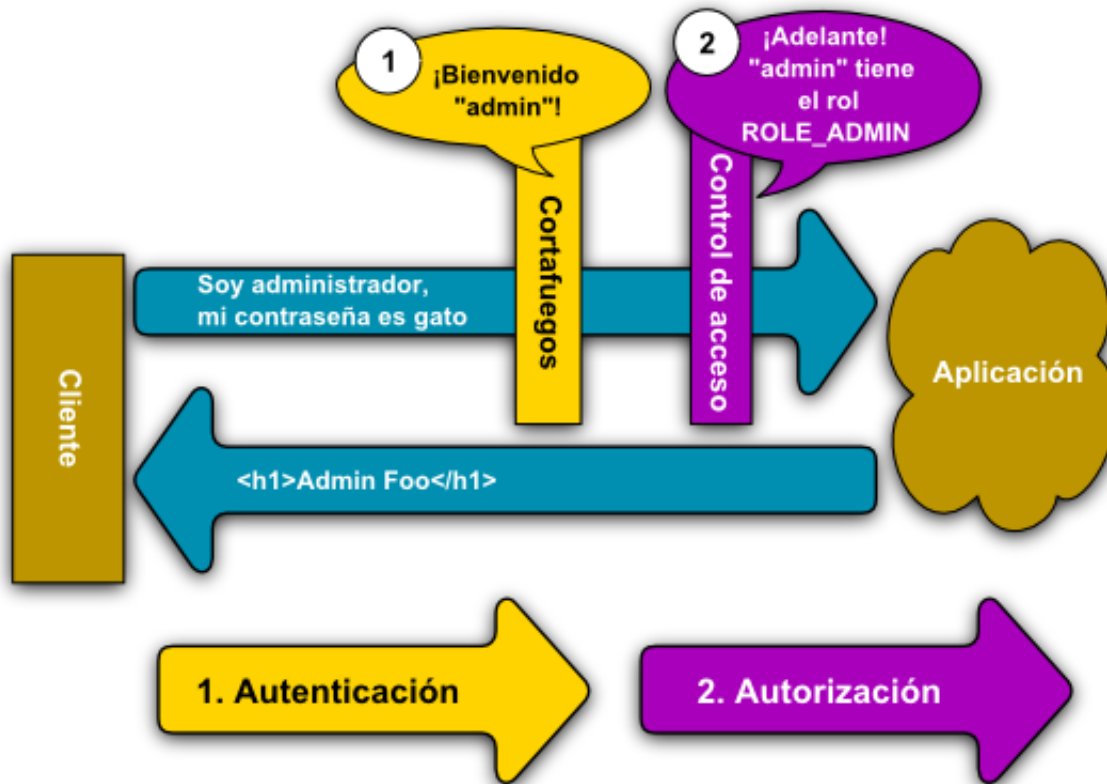 1
¡Bienvenido
"admin"!
2
¡Adelante!
"admin" tiene
el rol
ROLE_ADMIN
Cortafuegos
Control de acceso
Soy administrador,
mi contraseña es gato
Cliente
Aplicación
<h1>Admin Foo</h1>
1. Autenticación
2. Autorización